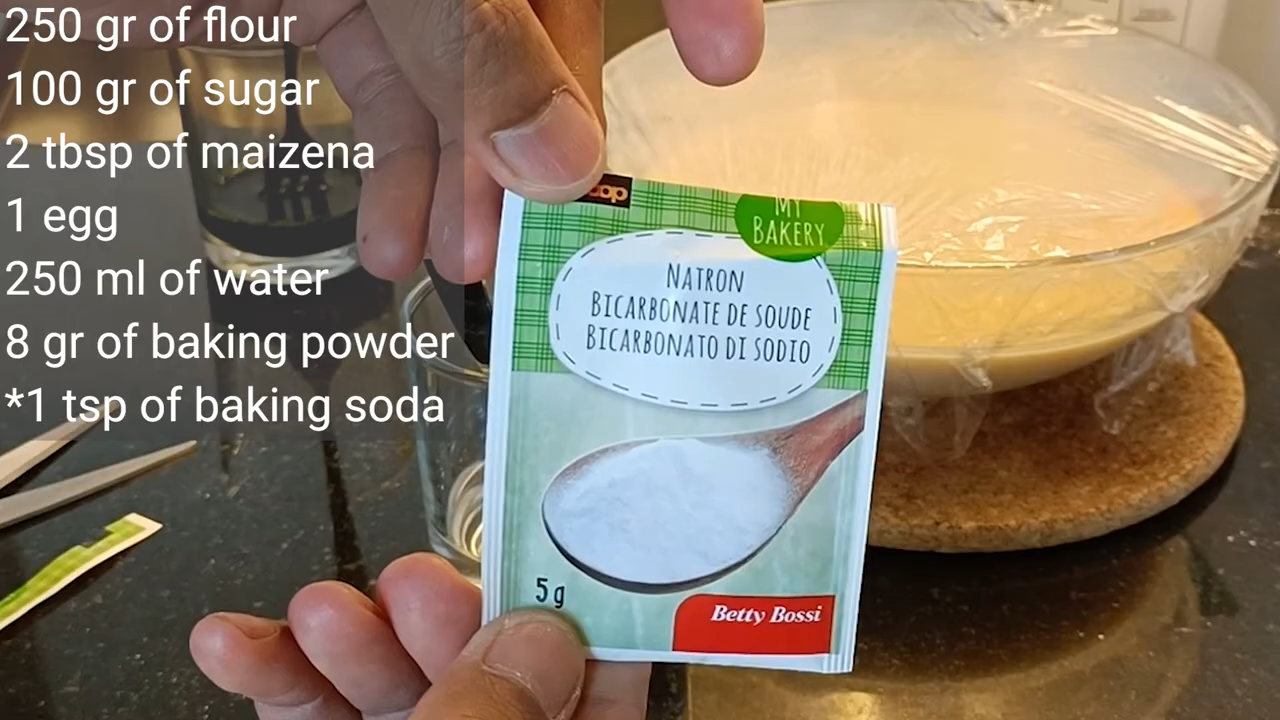 250 gr of flour
100 gr of sugar
2 tbsp of maizena
1 egg
250 ml of water
8 gr of baking powder
*1 tsp of baking soda
MY
BAKERY
NATRON
BICARBONATE DE SOUDE
BICARBONATO DI SODIO
5 g
Betty Bossi